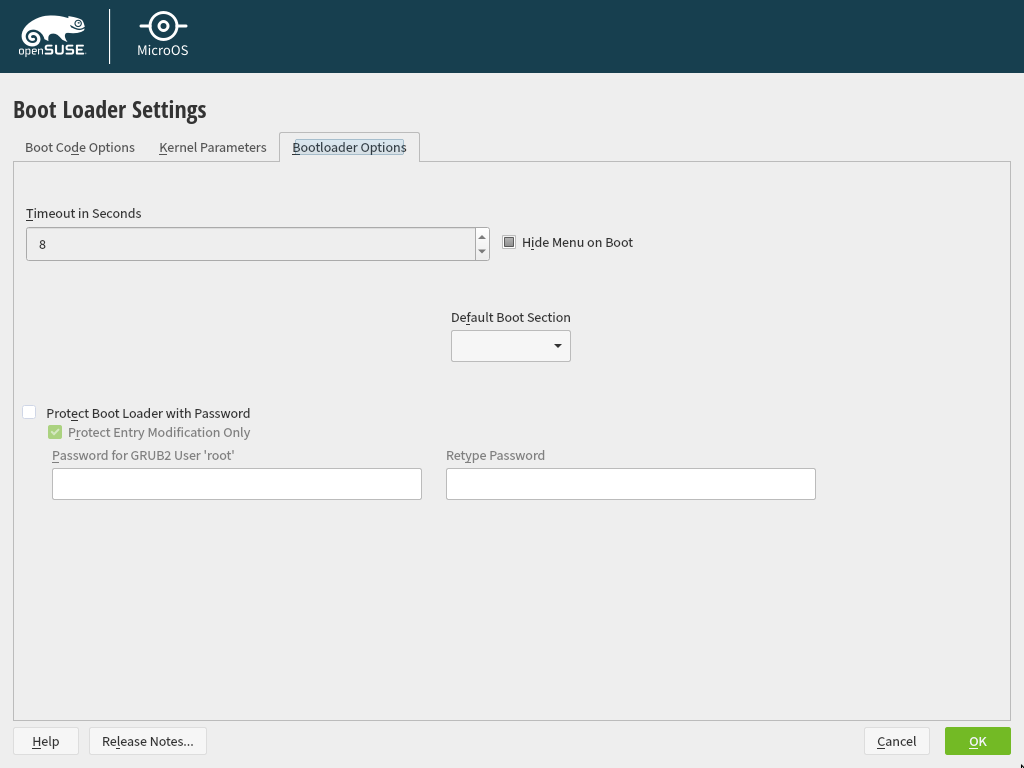 openSUSE
MicroOS
Boot Loader Settings
Boot Code Options Kernel Parameters Bootloader Options
Timeout in Seconds
8 Hide Menu on Boot
Default Boot Section
Protect Boot Loader with Password
Protect Entry Modification Only
Password for GRUB2 User 'root' Retype Password
Help Release Notes... Cancel OK